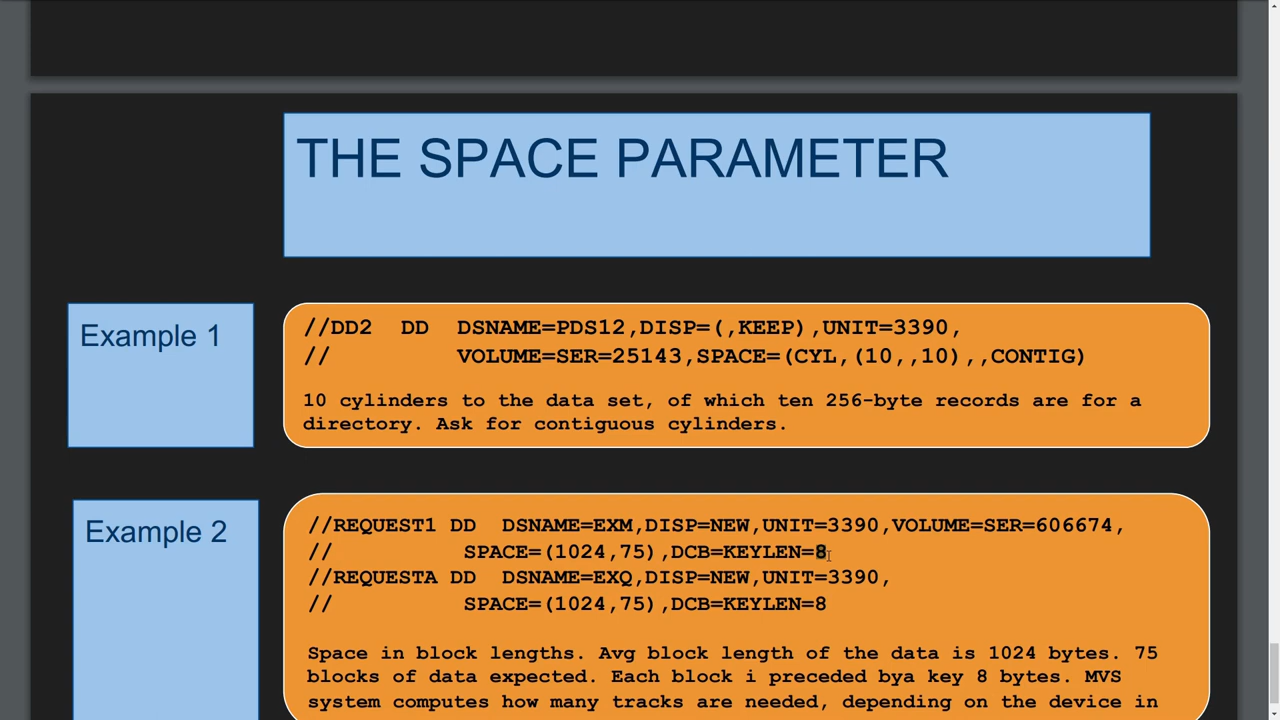 THE SPACE PARAMETER
Example 1
//DD2 DD DSNAME=PDS12,DISP=(,KEEP),UNIT=3390,
// VOLUME=SER=25143,SPACE=(CYL,(10,,10),,CONTIG)
10 cylinders to the data set, of which ten 256-byte records are for a
directory. Ask for contiguous cylinders.
Example 2
//REQUEST1 DD DSNAME=EXM,DISP=NEW,UNIT=3390,VOLUME=SER=606674,
// SPACE=(1024,75),DCB=KEYLEN=8
//REQUESTA DD DSNAME=EXQ,DISP=NEW,UNIT=3390,
// SPACE=(1024,75),DCB=KEYLEN=8
Space in block lengths. Avg block length of the data is 1024 bytes. 75
blocks of data expected. Each block i preceded bya key 8 bytes. MVS
system computes how many tracks are needed, depending on the device in